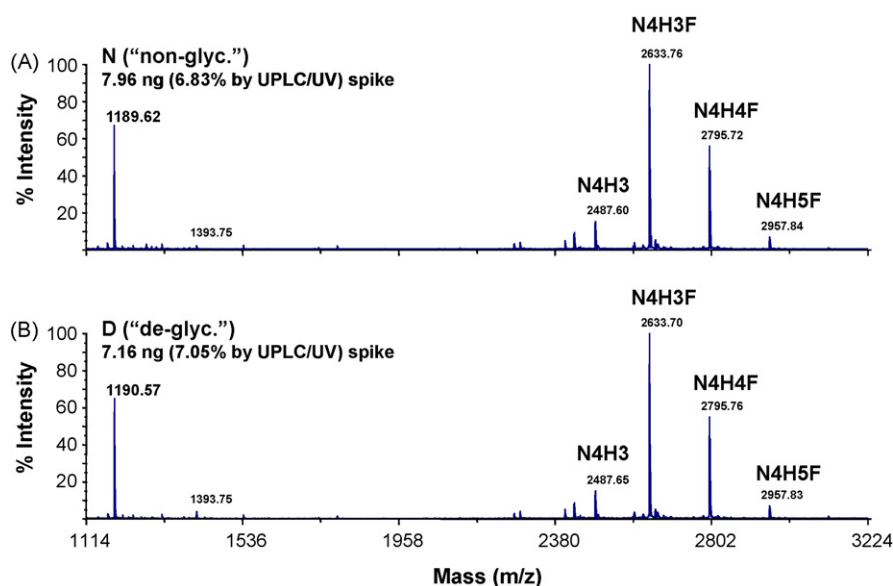 (A)
N ("non-glyc.")
7.96 ng (6.83% by UPLC/UV) spike
N4H3F
2633.76
100
80
60
40
20
% Intensity
1189.62
1393.75
N4H3
2487.60
N4H4F
2795.72
N4H5F
2957.84
(B)
D ("de-glyc.")
7.16 ng (7.05% by UPLC/UV) spike
N4H3F
2633.70
100
80
60
40
20
% Intensity
1190.57
1393.75
N4H3
2487.65
N4H4F
2795.76
N4H5F
2957.83
1114 1536 1958 2380 2802 3224
Mass (m/z)